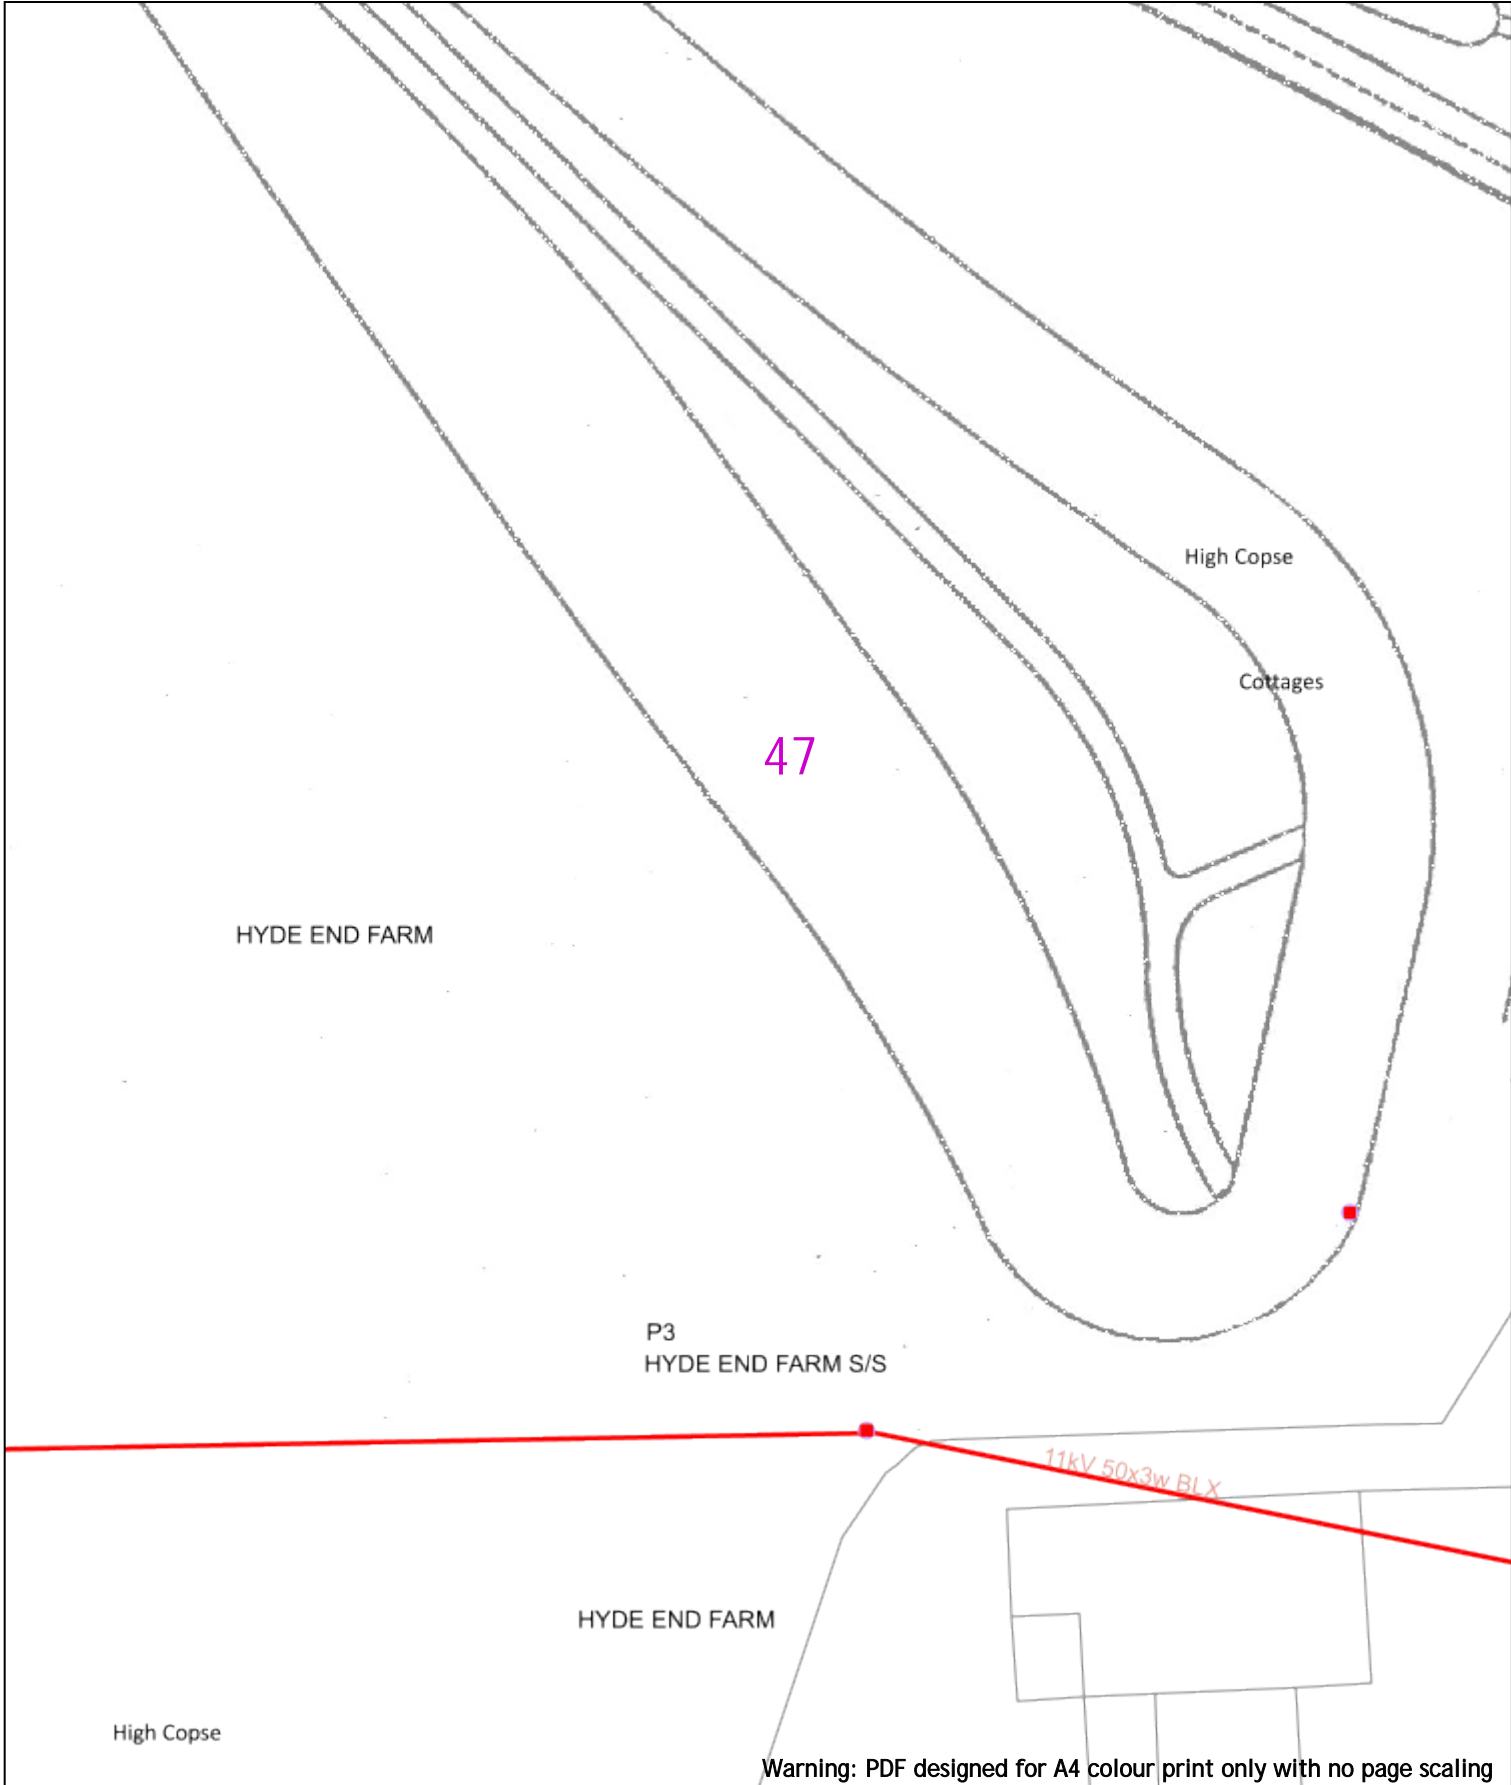 High Copse
Cottages
47
HYDE END FARM
P3
HYDE END FARM S/S
11kV 50x3w BLX
HYDE END FARM
High Copse
Warning: PDF designed for A4 colour print only with no page scaling